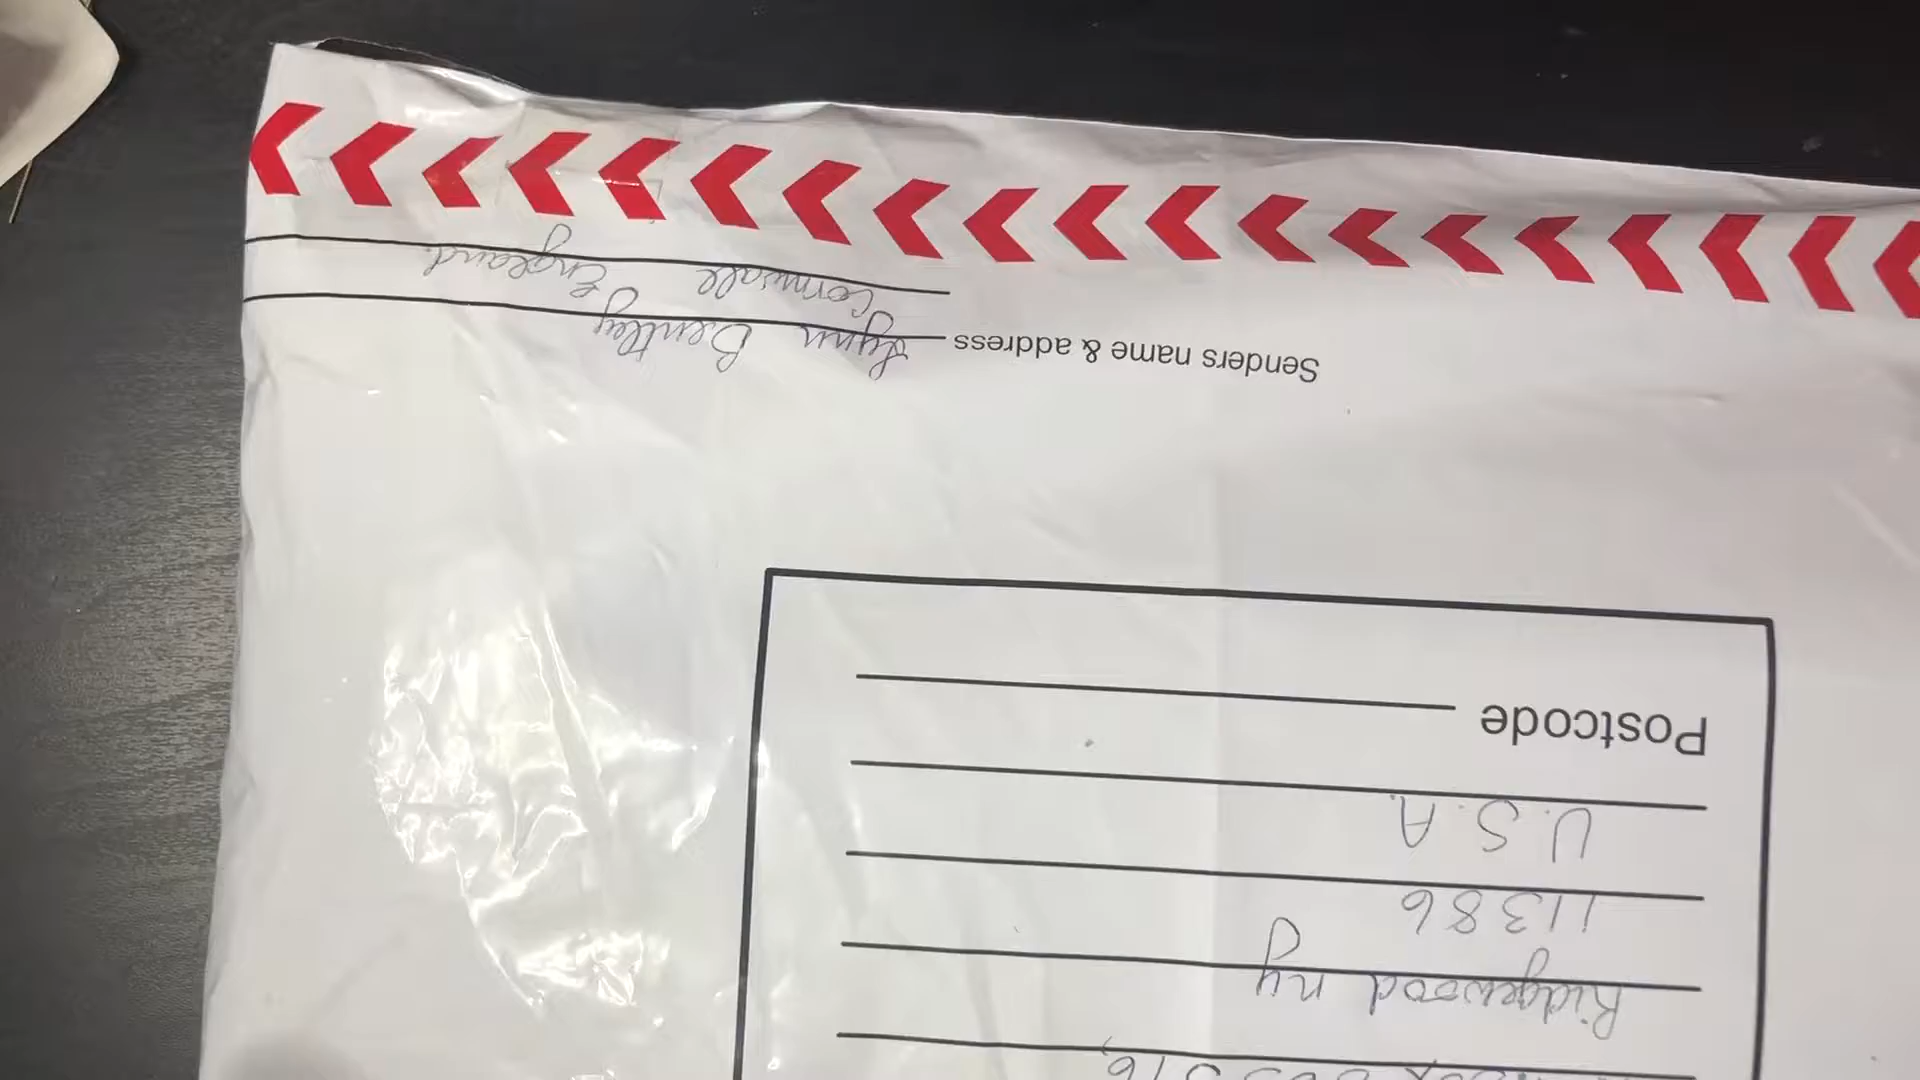 Ridgewood ny
11386
U.S.A.
Postcode
Senders name & address Lynn Bentley
Cornwall England.